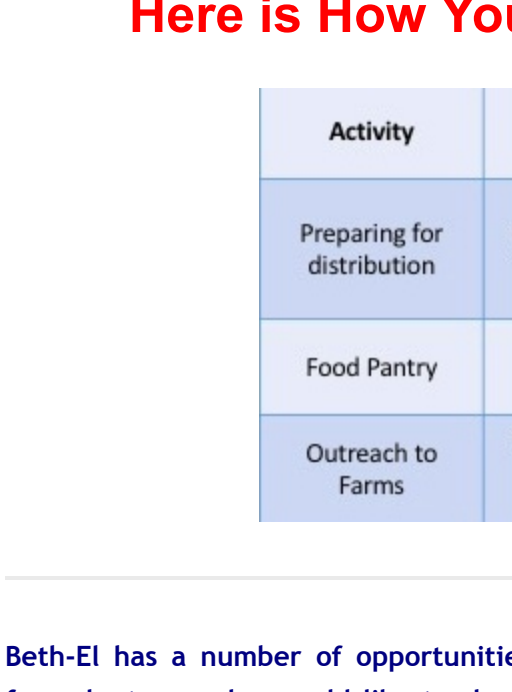 Here is How You
Activity
Preparing for
distribution
Food Pantry
Outreach to
Farms
Beth-El has a number of opportunitie